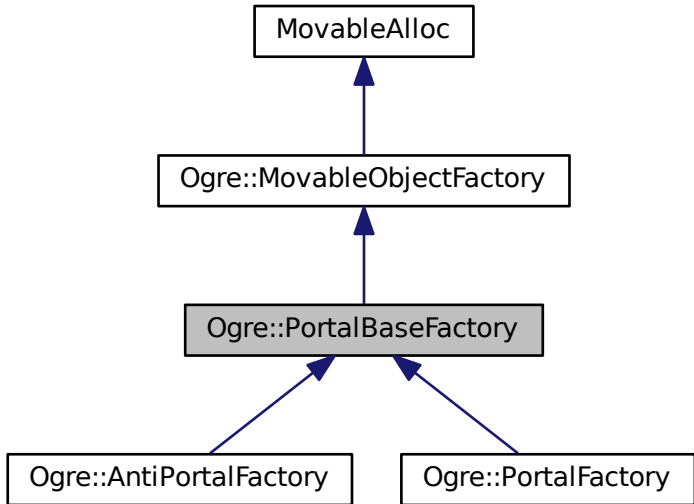 MovableAlloc
Ogre::MovableObjectFactory
Ogre::PortalBaseFactory
Ogre::AntiPortalFactory
Ogre::PortalFactory